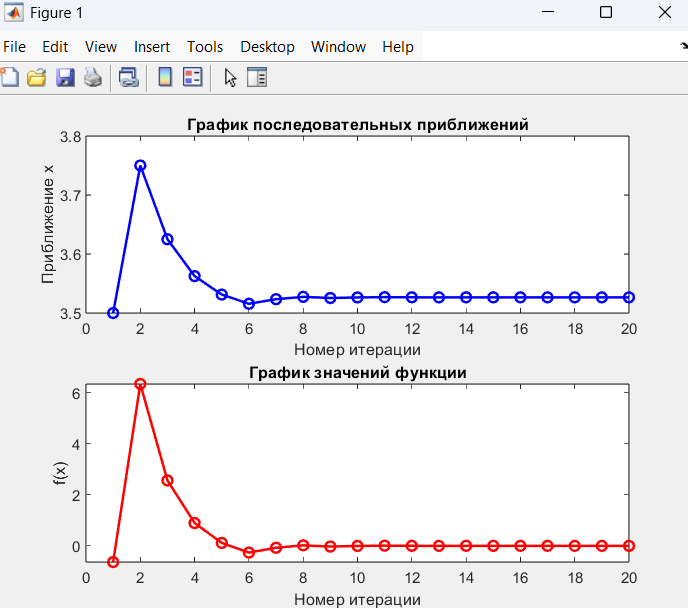 Figure 1
File Edit View Insert Tools Desktop Window Help
График последовательных приближений
3.8
3.7
3.6
3.5
Приближение x
0 2 4 6 8 10 12 14 16 18 20
Номер итерации
График значений функции
6
4
2
0
f(x)
0 2 4 6 8 10 12 14 16 18 20
Номер итерации